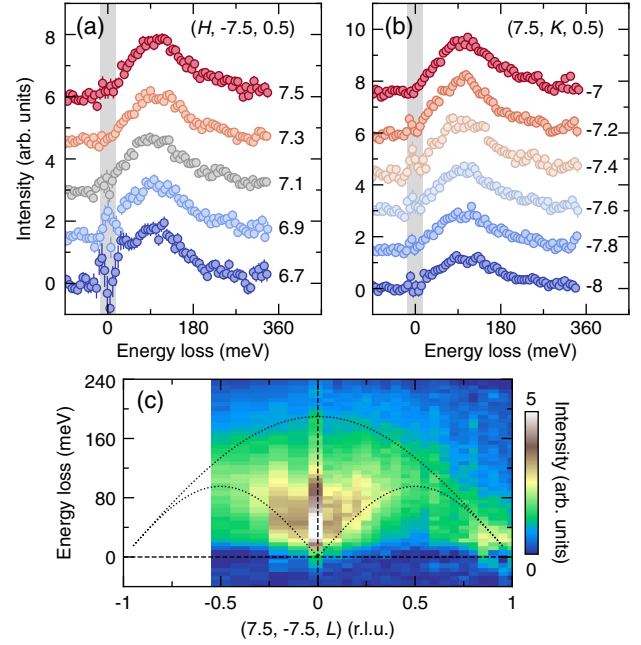 (a) (H, -7.5, 0.5)
8
6
4
2
0
Intensity (arb. units)
7.5
7.3
7.1
6.9
6.7
0 180 360
Energy loss (meV)
(b) (7.5, K, 0.5)
10
8
6
4
2
0
-7
-7.2
-7.4
-7.6
-7.8
-8
0 180 360
Energy loss (meV)
(c)
240
160
80
0
Energy loss (meV)
-1 -0.5 0 0.5 1
(7.5, -7.5, L) (r.l.u.)
5
0
Intensity (arb. units)